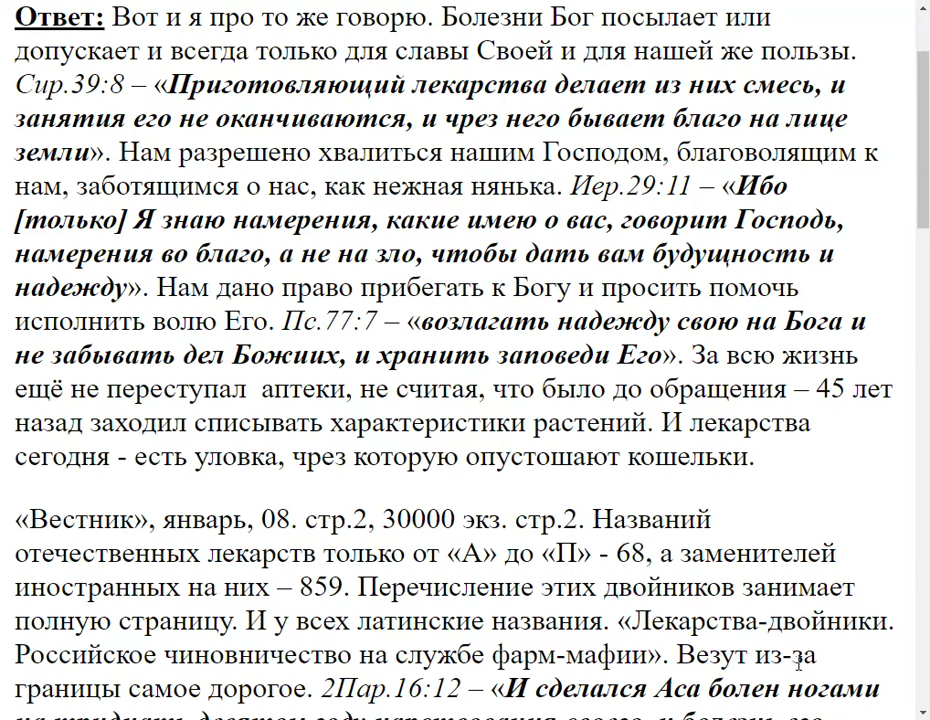 Ответ: Вот и я про то же говорю. Болезни Бог посылает или
допускает и всегда только для славы Своей и для нашей же пользы.
Сир.39:8 – «Приготовляющий лекарства делает из них смесь, и
занятия его не оканчиваются, и чрез него бывает благо на лице
земли». Нам разрешено хвалиться нашим Господом, благоволящим к
нам, заботящимся о нас, как нежная нянька. Иер.29:11 – «Ибо
[только] Я знаю намерения, какие имею о вас, говорит Господь,
намерения во благо, а не на зло, чтобы дать вам будущность и
надежду». Нам дано право прибегать к Богу и просить помочь
исполнить волю Его. Пс.77:7 – «возлагать надежду свою на Бога и
не забывать дел Божиих, и хранить заповеди Его». За всю жизнь
ещё не переступал  аптеки, не считая, что было до обращения – 45 лет
назад заходил списывать характеристики растений. И лекарства
сегодня - есть уловка, чрез которую опустошают кошельки.
«Вестник», январь, 08. стр.2, 30000 экз. стр.2. Названий
отечественных лекарств только от «А» до «П» - 68, а заменителей
иностранных на них – 859. Перечисление этих двойников занимает
полную страницу. И у всех латинские названия. «Лекарства-двойники.
Российское чиновничество на службе фарм-мафии». Везут из-за
границы самое дорогое. 2Пар.16:12 – «И сделался Аса болен ногами